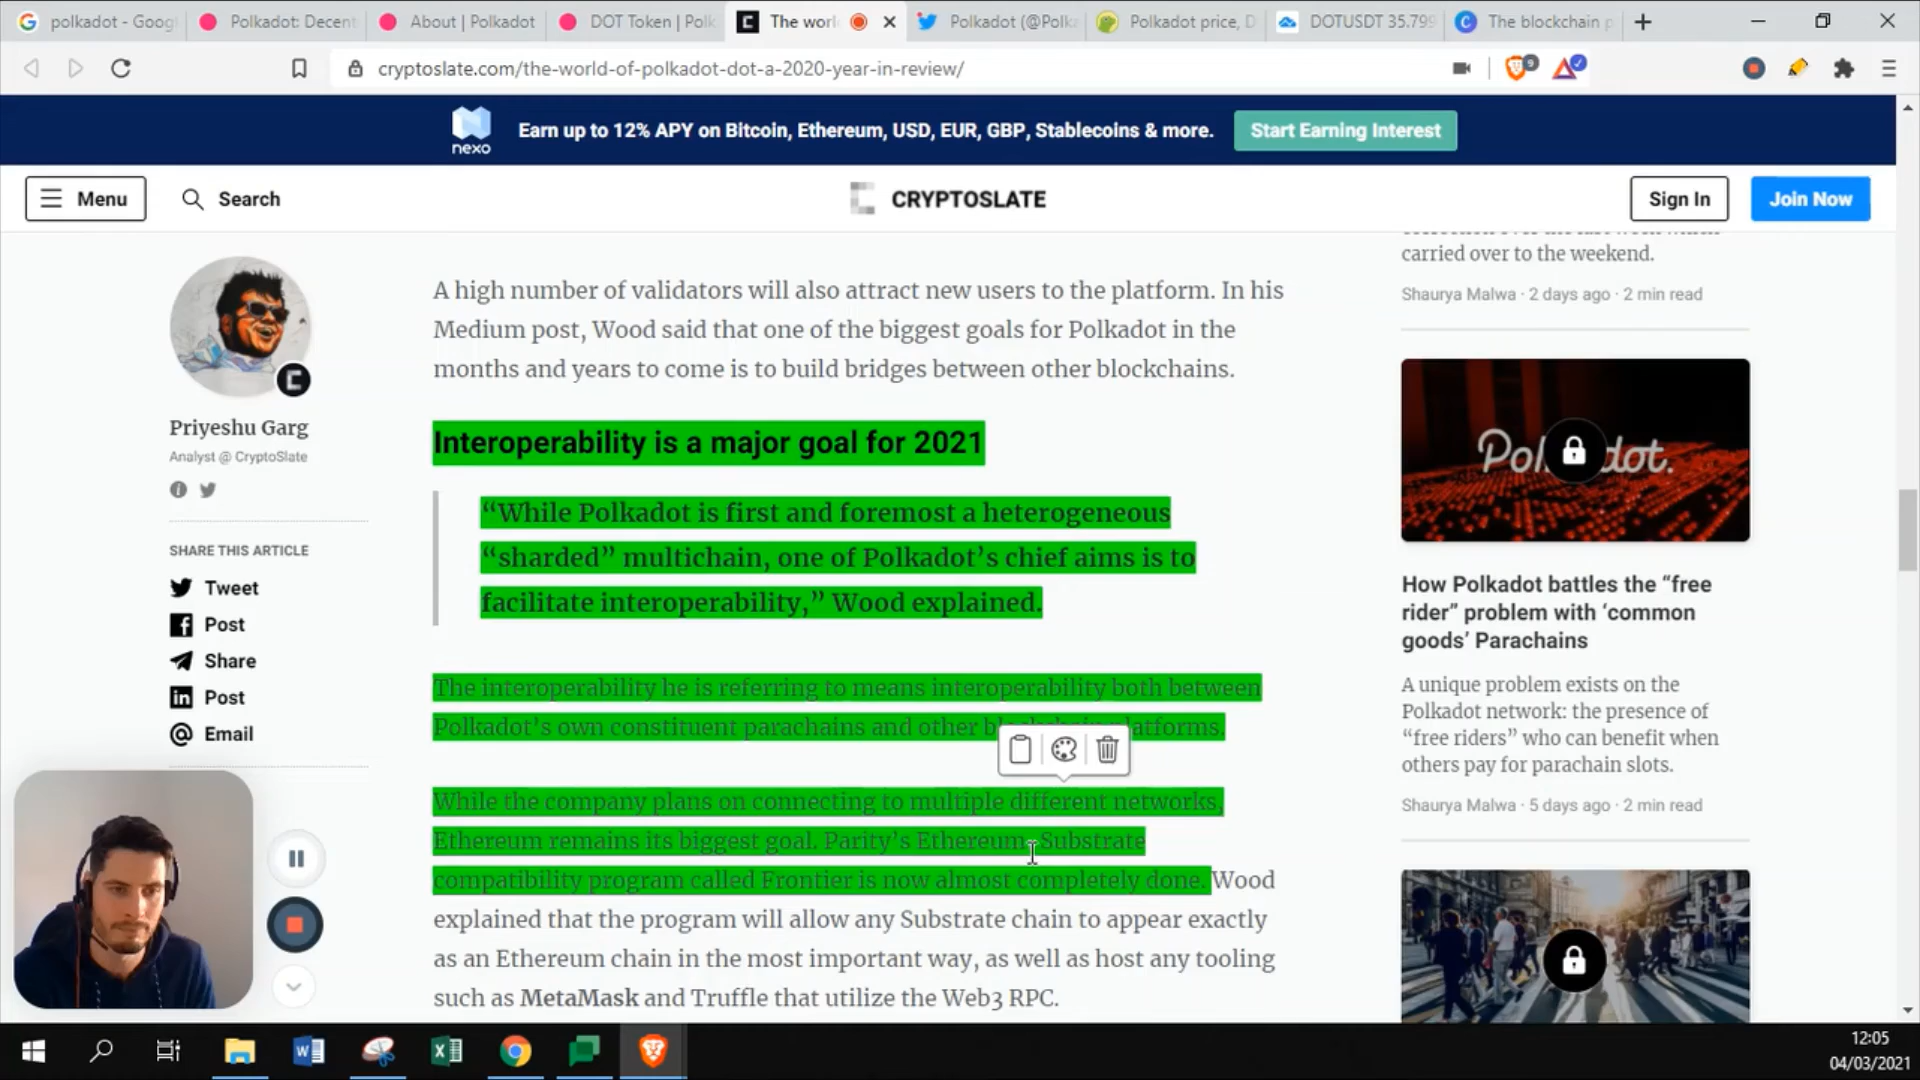 polkadot - Goog
Polkadot: Decent
About | Polkadot
DOT Token | Polk
The worl
Polkadot (@Polka
Polkadot price, D
DOTUSDT 35.799
The blockchain p
cryptoslate.com/the-world-of-polkadot-dot-a-2020-year-in-review/
9
nexo
Earn up to 12% APY on Bitcoin, Ethereum, USD, EUR, GBP, Stablecoins & more.
Start Earning Interest
Menu
Search
CRYPTOSLATE
Sign In
Join Now
Priyeshu Garg
Analyst @ CryptoSlate
SHARE THIS ARTICLE
Tweet
Post
Share
Post
Email
A high number of validators will also attract new users to the platform. In his
Medium post, Wood said that one of the biggest goals for Polkadot in the
months and years to come is to build bridges between other blockchains.
Interoperability is a major goal for 2021
“While Polkadot is first and foremost a heterogeneous
“sharded” multichain, one of Polkadot’s chief aims is to
facilitate interoperability,” Wood explained.
The interoperability he is referring to means interoperability both between
Polkadot’s own constituent parachains and other blockchain platforms.
While the company plans on connecting to multiple different networks,
Ethereum remains its biggest goal. Parity’s Ethereum-Substrate
compatibility program called Frontier is now almost completely done. Wood
explained that the program will allow any Substrate chain to appear exactly
as an Ethereum chain in the most important way, as well as host any tooling
such as MetaMask and Truffle that utilize the Web3 RPC.
carried over to the weekend.
Shaurya Malwa · 2 days ago · 2 min read
Polkadot.
How Polkadot battles the “free
rider” problem with ‘common
goods’ Parachains
A unique problem exists on the
Polkadot network: the presence of
“free riders” who can benefit when
others pay for parachain slots.
Shaurya Malwa · 5 days ago · 2 min read
12:05
04/03/2021